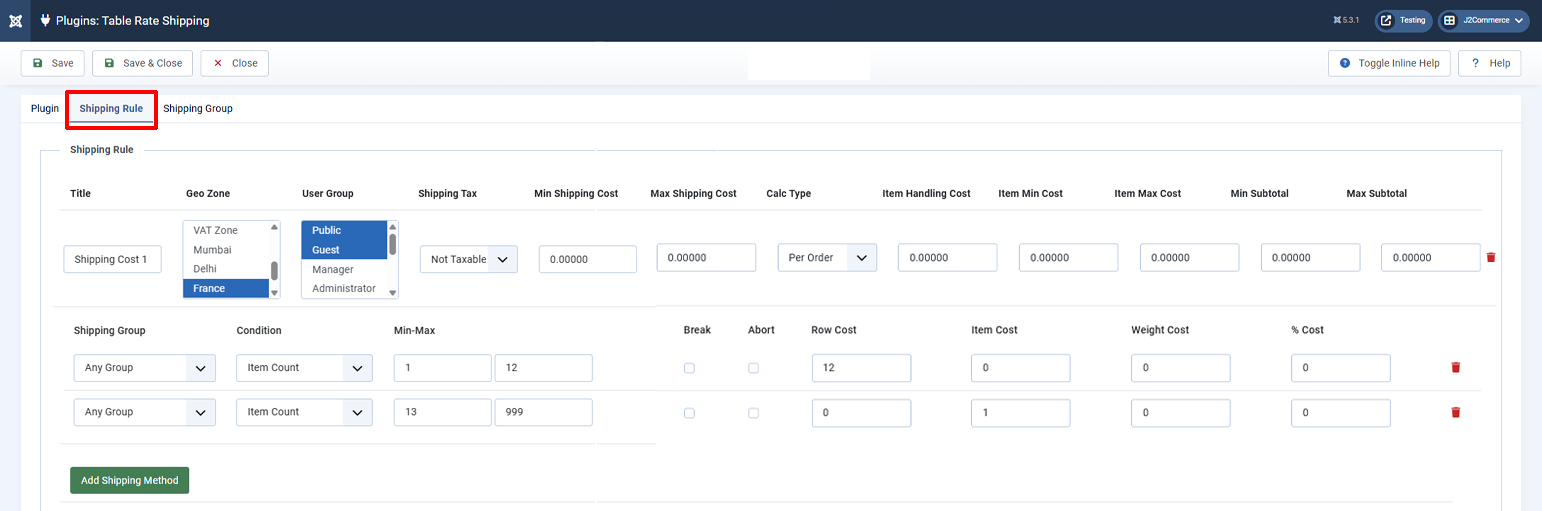 Plugins: Table Rate Shipping
5.3.1
Testing
J2Commerce
Save
Save & Close
Close
Toggle Inline Help
? Help
Plugin
Shipping Rule
Shipping Group
Shipping Rule
Title Geo Zone User Group Shipping Tax Min Shipping Cost Max Shipping Cost Calc Type Item Handling Cost Item Min Cost Item Max Cost Min Subtotal Max Subtotal
Shipping Cost 1
VAT Zone
Mumbai
Delhi
France
Public
Guest
Manager
Administrator
Not Taxable
0.00000
0.00000
Per Order
0.00000
0.00000
0.00000
0.00000
0.00000
Shipping Group Condition Min-Max Break Abort Row Cost Item Cost Weight Cost % Cost
Any Group Item Count 1 12 12 0 0 0
Any Group Item Count 13 999 0 1 0 0
Add Shipping Method